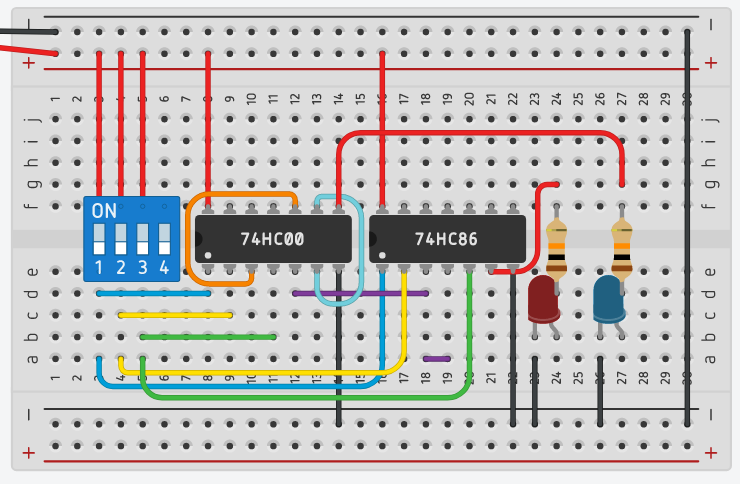 — —
+ +
1 2 3 4 5 6 7 8 9 10 11 12 13 14 15 16 17 18 19 20 21 22 23 24 25 26 27 28 29 30
j j
i i
h h
g g
f f
ON
74HC00 74HC86
1 2 3 4
e e
d d
c c
b b
a a
1 2 3 4 5 6 7 8 9 10 11 12 13 14 15 16 17 18 19 20 21 22 23 24 25 26 27 28 29 30
— —
+ +